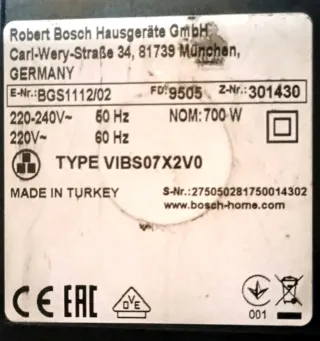 Robert Bosch Hausgeräte GmbH
Carl-Wery-Straße 34, 81739 München,
GERMANY
E-Nr.: BGS1112/02 FD: 9505 Z-Nr.: 301430
220-240V~ 50 Hz NOM: 700 W
220V~ 60 Hz
TYPE VIBS07X2V0
MADE IN TURKEY S-Nr.: 275050281750014302
www.bosch-home.com
CE EAC OVE 001